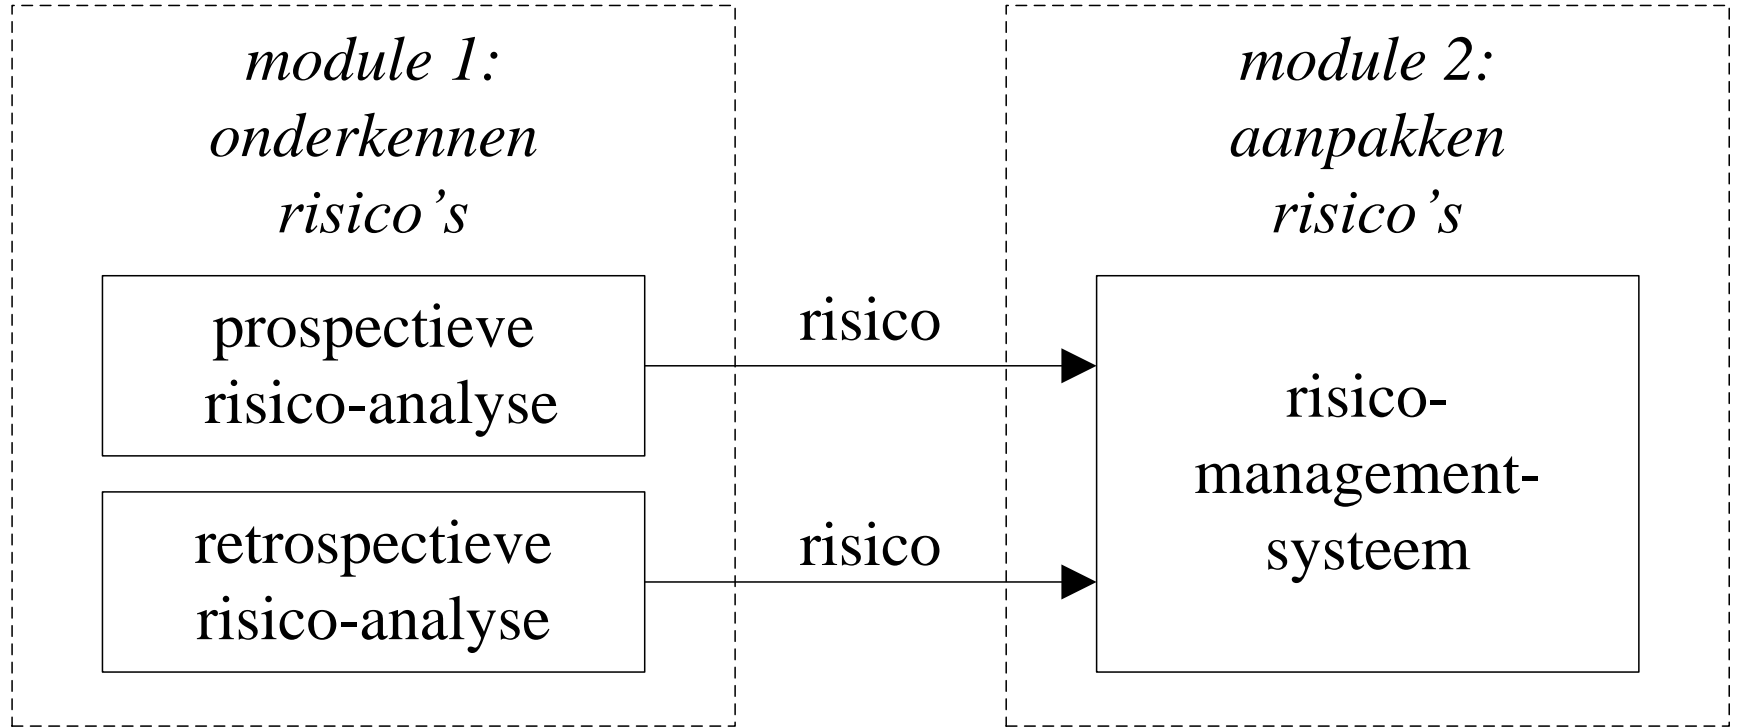 module 1:
onderkennen
risico’s
prospectieve
risico-analyse
retrospectieve
risico-analyse
risico
risico
module 2:
aanpakken
risico’s
risico-
management-
systeem